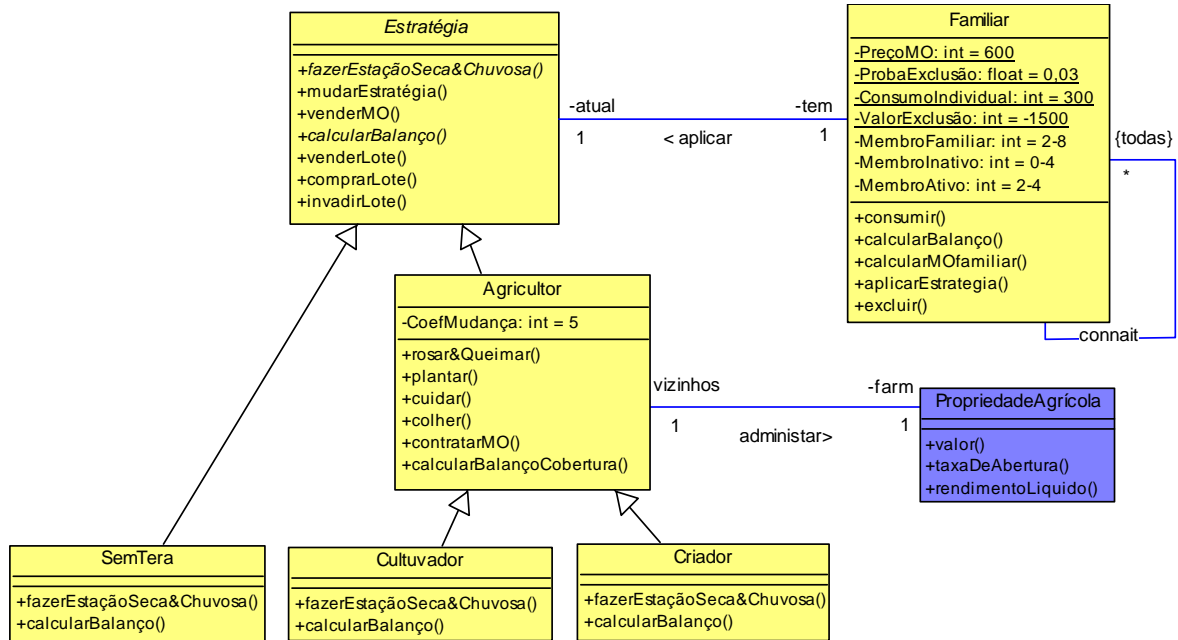 Estratégia
+fazerEstaçãoSeca&Chuvosa()
+mudarEstratégia()
+venderMO()
+calcularBalanço()
+venderLote()
+comprarLote()
+invadirLote()
-atual
1
< aplicar
-tem
1
Familiar
-PreçoMO: int = 600
-ProbaExclusão: float = 0,03
-ConsumoIndividual: int = 300
-ValorExclusão: int = -1500
-MembroFamiliar: int = 2-8
-MembroInativo: int = 0-4
-MembroAtivo: int = 2-4
+consumir()
+calcularBalanço()
+calcularMOfamiliar()
+aplicarEstrategia()
+excluir()
{todas}
*
connait
Agricultor
-CoefMudança: int = 5
+rosar&Queimar()
+plantar()
+cuidar()
+colher()
+contratarMO()
+calcularBalançoCobertura()
vizinhos
1
administar>
-farm
1
PropriedadeAgrícola
+valor()
+taxaDeAbertura()
+rendimentoLiquido()
SemTera
+fazerEstaçãoSeca&Chuvosa()
+calcularBalanço()
Cultuvador
+fazerEstaçãoSeca&Chuvosa()
+calcularBalanço()
Criador
+fazerEstaçãoSeca&Chuvosa()
+calcularBalanço()